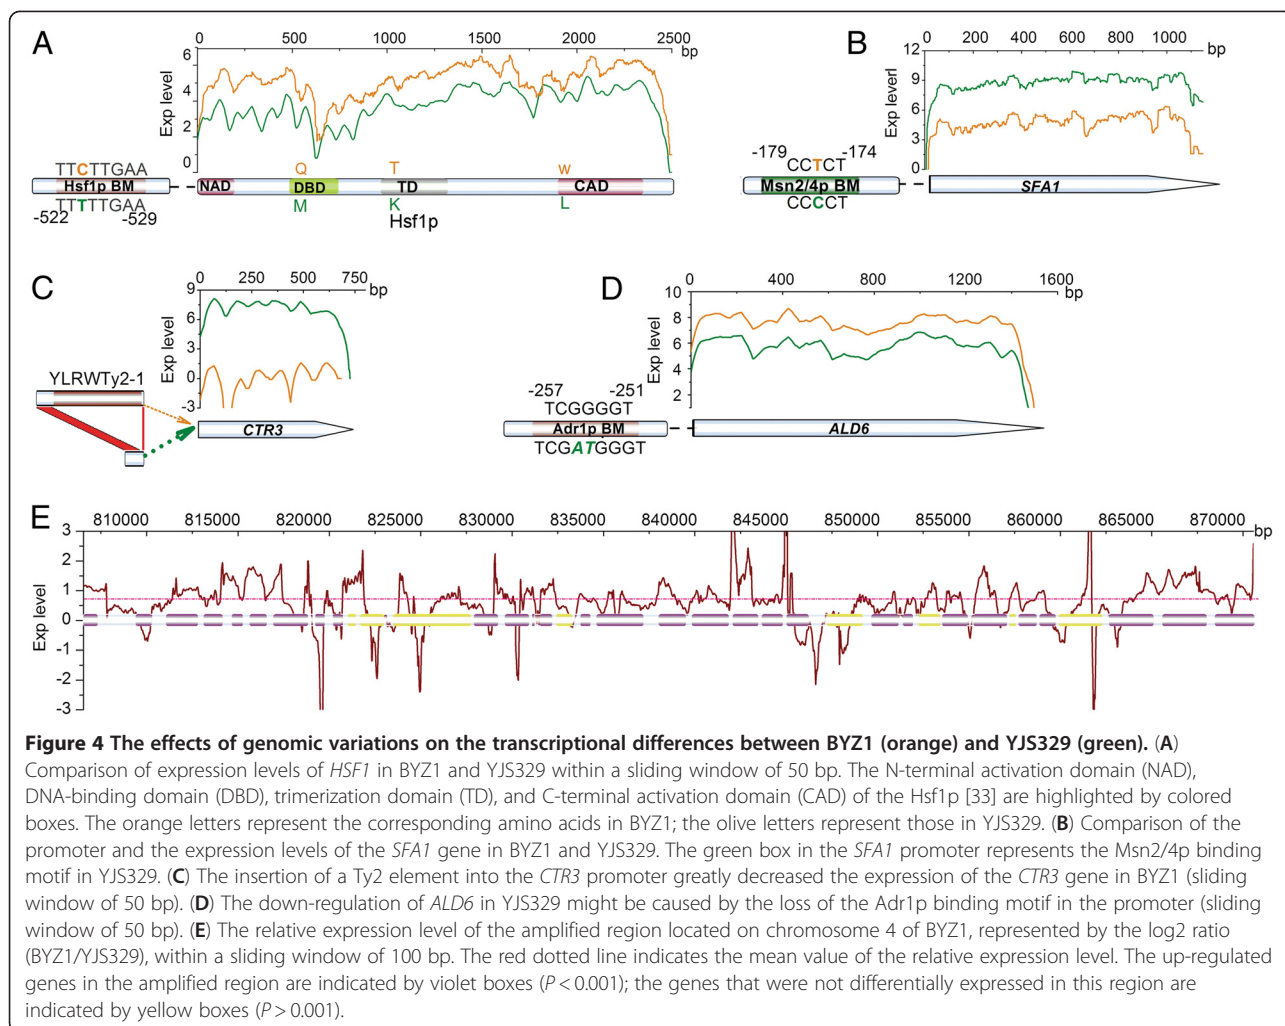 A
0 500 1000 1500 2000 2500 bp
6
4
2
0
Exp level
TTCTTGAA
Hsf1p BM
TTTTTGAA
-522 -529
Q T w
NAD DBD TD CAD
M K L
Hsf1p
B
0 200 400 600 800 1000 bp
12
9
6
3
0
Exp leverl
-179 -174
CCTCT
Msn2/4p BM
CCCCT
SFA1
C
0 250 500 750 bp
9
6
3
0
-3
Exp level
YLRWTy2-1
CTR3
D
0 400 800 1200 1600 bp
10
8
6
4
2
Exp level
-257 -251
TCGGGGT
Adr1p BM
TCGATGGGT
ALD6
E
810000 815000 820000 825000 830000 835000 840000 845000 850000 855000 860000 865000 870000 bp
3
2
1
0
-1
-2
-3
Exp level
Figure 4 The effects of genomic variations on the transcriptional differences between BYZ1 (orange) and YJS329 (green). (A)
Comparison of expression levels of HSF1 in BYZ1 and YJS329 within a sliding window of 50 bp. The N-terminal activation domain (NAD),
DNA-binding domain (DBD), trimerization domain (TD), and C-terminal activation domain (CAD) of the Hsf1p [33] are highlighted by colored
boxes. The orange letters represent the corresponding amino acids in BYZ1; the olive letters represent those in YJS329. (B) Comparison of the
promoter and the expression levels of the SFA1 gene in BYZ1 and YJS329. The green box in the SFA1 promoter represents the Msn2/4p binding
motif in YJS329. (C) The insertion of a Ty2 element into the CTR3 promoter greatly decreased the expression of the CTR3 gene in BYZ1 (sliding
window of 50 bp). (D) The down-regulation of ALD6 in YJS329 might be caused by the loss of the Adr1p binding motif in the promoter (sliding
window of 50 bp). (E) The relative expression level of the amplified region located on chromosome 4 of BYZ1, represented by the log2 ratio
(BYZ1/YJS329), within a sliding window of 100 bp. The red dotted line indicates the mean value of the relative expression level. The up-regulated
genes in the amplified region are indicated by violet boxes (P < 0.001); the genes that were not differentially expressed in this region are
indicated by yellow boxes (P > 0.001).